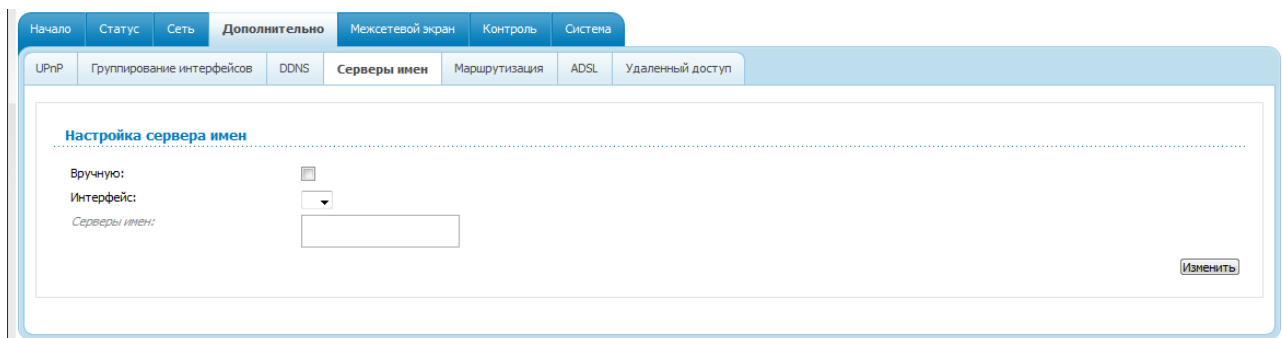 Начало Статус Сеть Дополнительно Межсетевой экран Контроль Система
UPnP Группирование интерфейсов DDNS Серверы имен Маршрутизация ADSL Удаленный доступ
Настройка сервера имен
Вручную:
Интерфейс:
Серверы имен:
Изменить